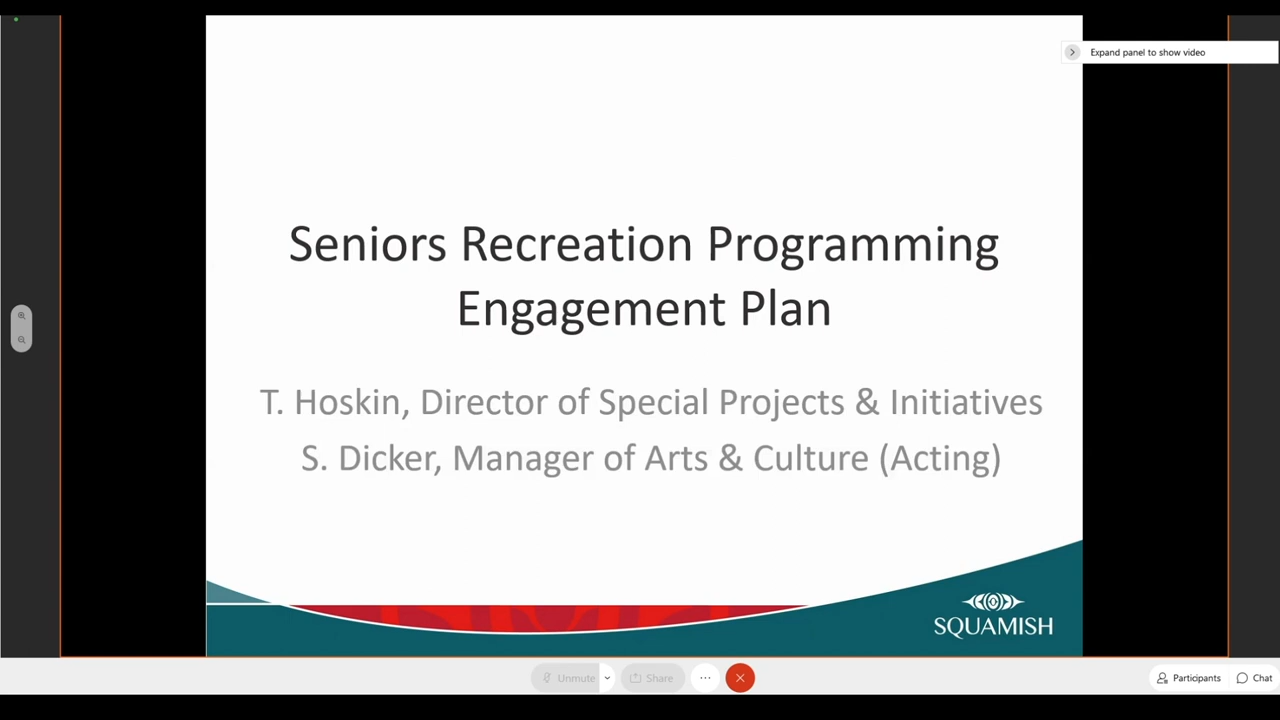 Expand panel to show video
Seniors Recreation Programming
Engagement Plan
T. Hoskin, Director of Special Projects & Initiatives
S. Dicker, Manager of Arts & Culture (Acting)
SQUAMISH
Unmute
Share
Participants
Chat